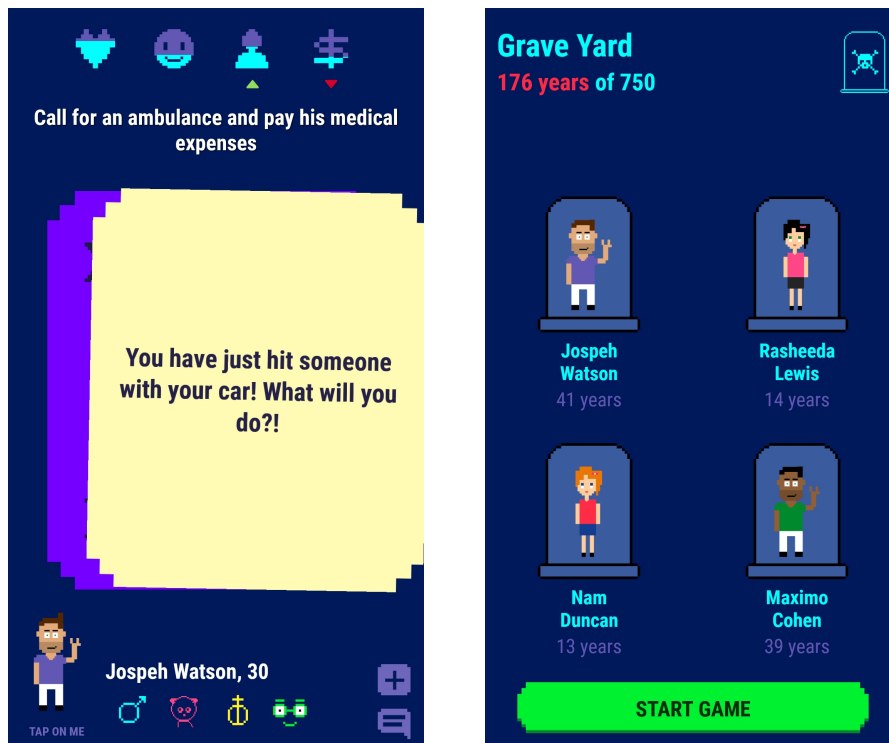 Call for an ambulance and pay his medical
expenses
You have just hit someone
with your car! What will you
do?!
Jospeh Watson, 30
TAP ON ME
Grave Yard
176 years of 750
Jospeh
Watson
41 years
Rasheeda
Lewis
14 years
Nam
Duncan
13 years
Maximo
Cohen
39 years
START GAME